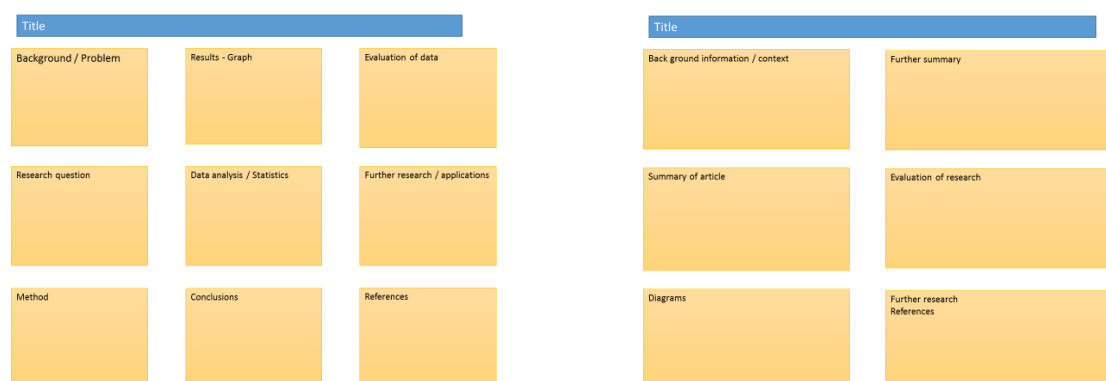 Title
Background / Problem
Results - Graph
Evaluation of data
Research question
Data analysis / Statistics
Further research / applications
Method
Conclusions
References
Title
Back ground information / context
Further summary
Summary of article
Evaluation of research
Diagrams
Further research
References